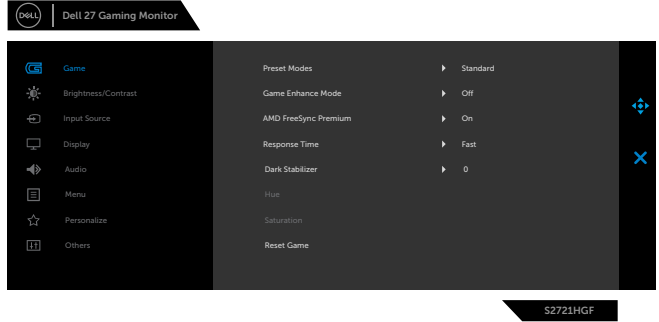 DELL
Dell 27 Gaming Monitor
Game
Brightness/Contrast
Input Source
Display
Audio
Menu
Personalize
Others
Preset Modes Standard
Game Enhance Mode Off
AMD FreeSync Premium On
Response Time Fast
Dark Stabilizer 0
Hue
Saturation
Reset Game
S2721HGF